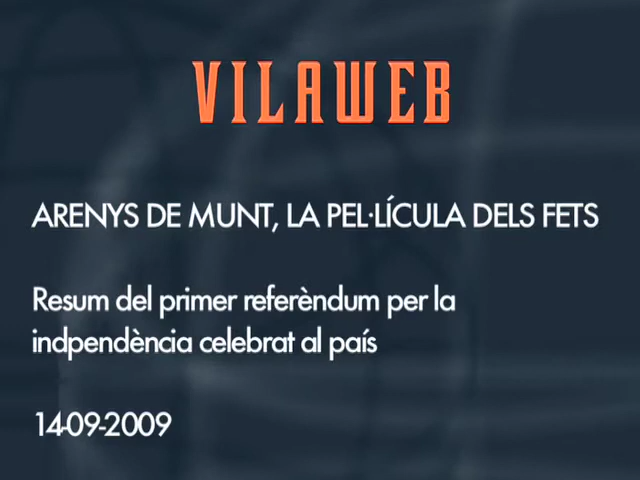 VILAWEB
ARENYS DE MUNT, LA PEL·LÍCULA DELS FETS
Resum del primer referèndum per la
indpendència celebrat al país
14-09-2009